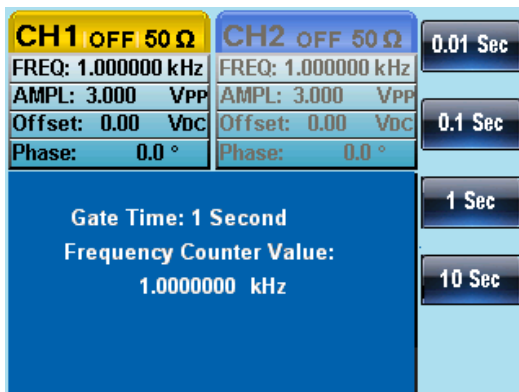 CH1 OFF 50 Ω
FREQ: 1.000000 kHz
AMPL: 3.000 VPP
Offset: 0.00 VDC
Phase: 0.0 °
CH2 OFF 50 Ω
FREQ: 1.000000 kHz
AMPL: 3.000 VPP
Offset: 0.00 VDC
Phase: 0.0 °
0.01 Sec
0.1 Sec
1 Sec
10 Sec
Gate Time: 1 Second
Frequency Counter Value:
1.0000000 kHz